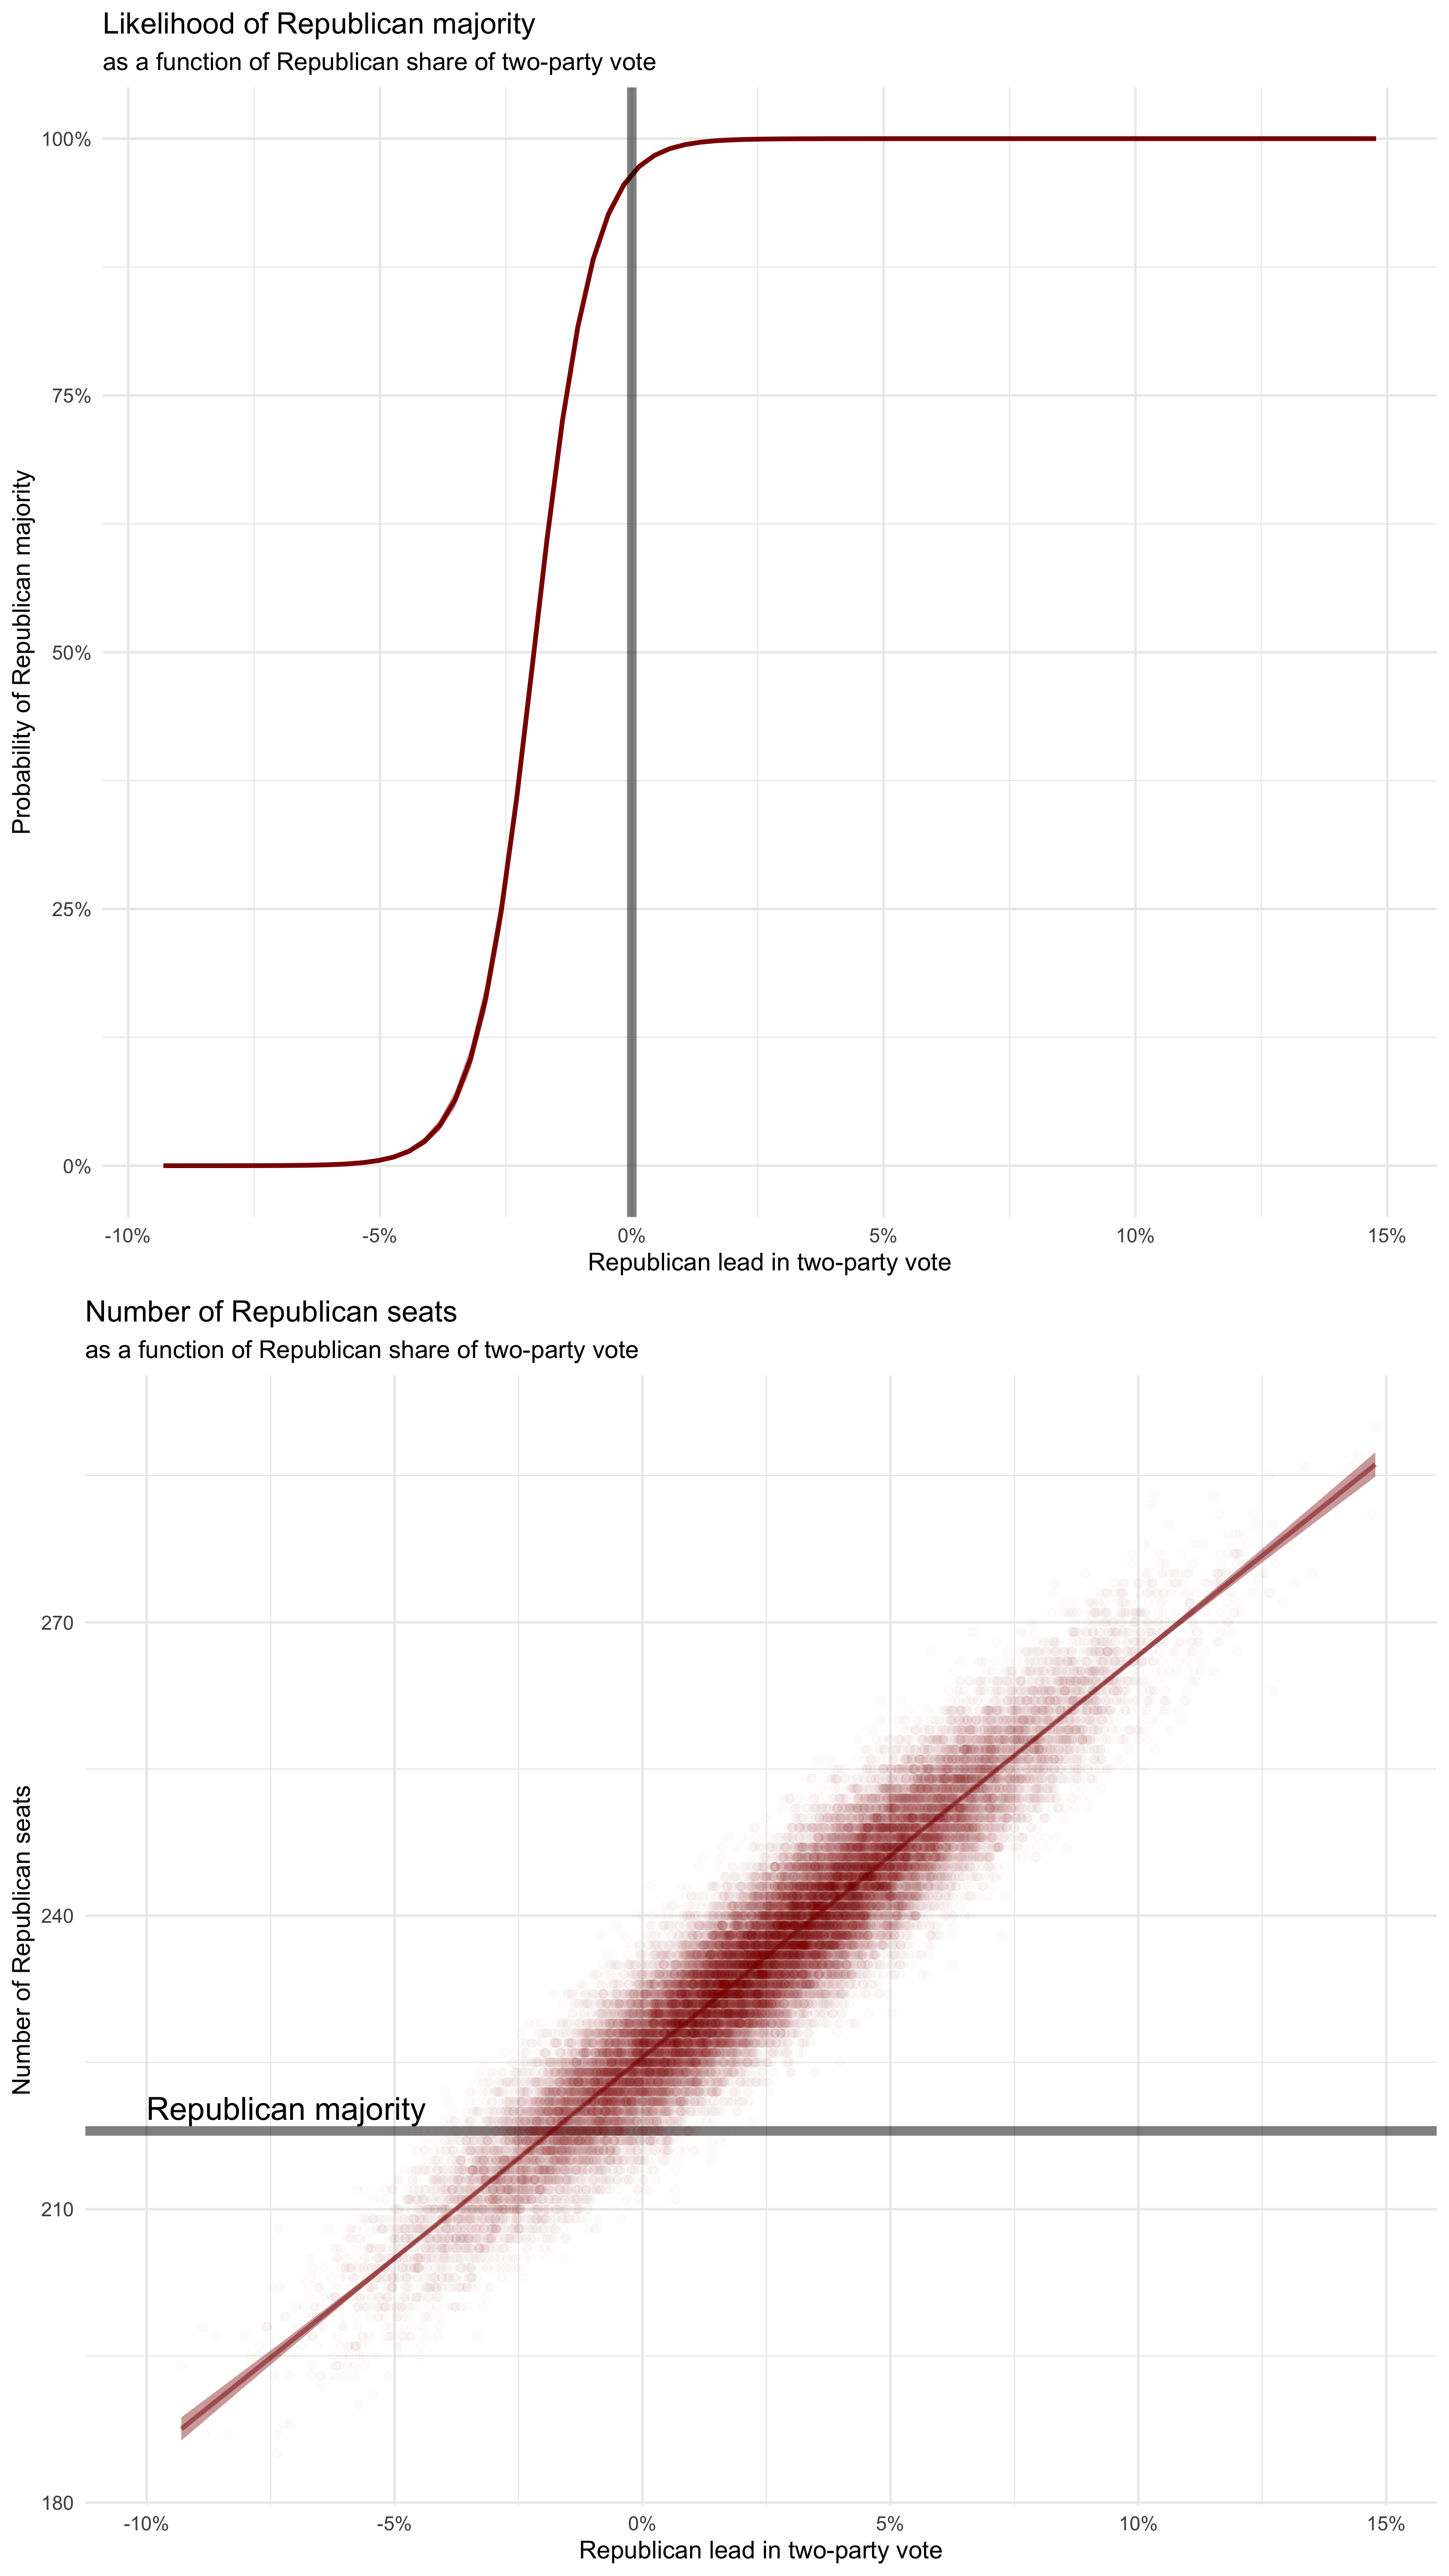 Likelihood of Republican majority
as a function of Republican share of two-party vote
100%
75%
50%
25%
0%
Probability of Republican majority
-10% -5% 0% 5% 10% 15%
Republican lead in two-party vote
Number of Republican seats
as a function of Republican share of two-party vote
270
240
210
180
Number of Republican seats
Republican majority
-10% -5% 0% 5% 10% 15%
Republican lead in two-party vote